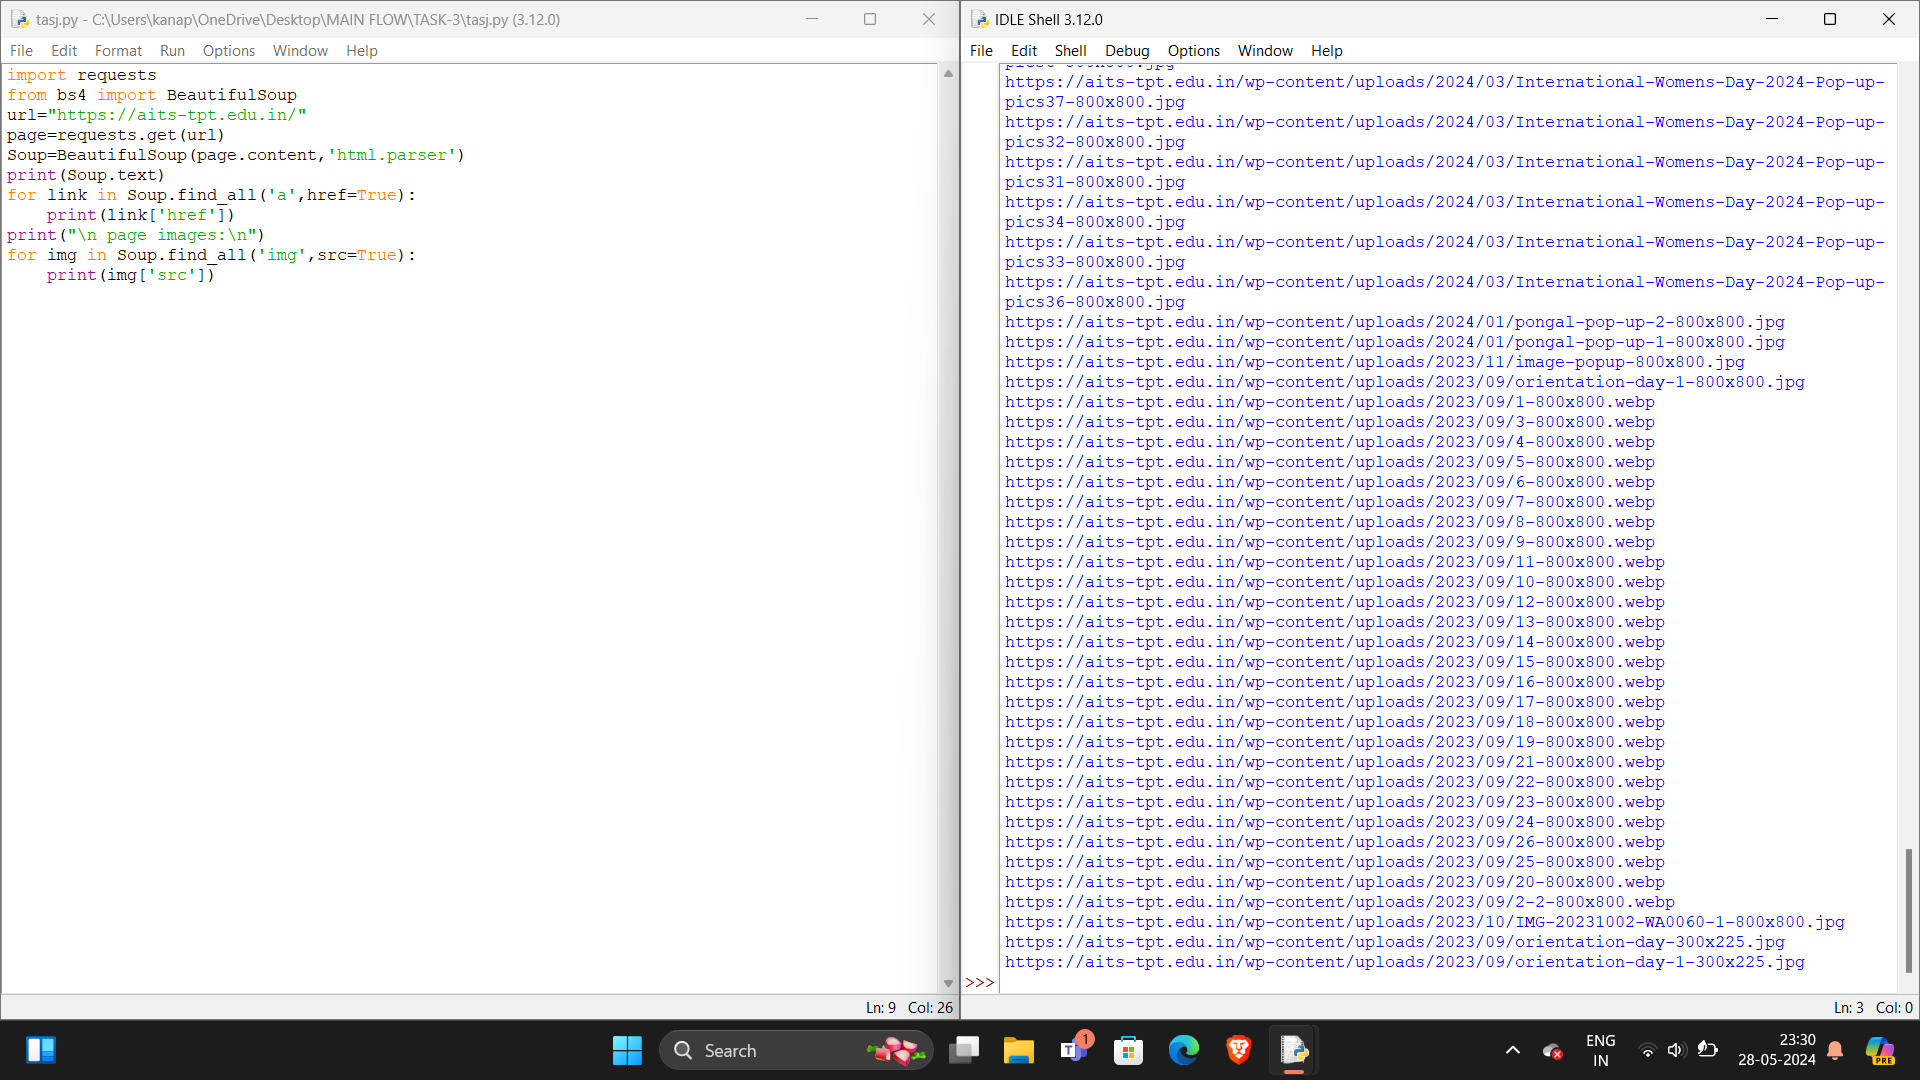 tasj.py - C:\Users\kanap\OneDrive\Desktop\MAIN FLOW\TASK-3\tasj.py (3.12.0)
File Edit Format Run Options Window Help
import requests
from bs4 import BeautifulSoup
url="https://aits-tpt.edu.in/"
page=requests.get(url)
Soup=BeautifulSoup(page.content,'html.parser')
print(Soup.text)
for link in Soup.find_all('a',href=True):
    print(link['href'])
print("\n page images:\n")
for img in Soup.find_all('img',src=True):
    print(img['src'])
Ln: 9 Col: 26
IDLE Shell 3.12.0
File Edit Shell Debug Options Window Help
https://aits-tpt.edu.in/wp-content/uploads/2024/03/International-Womens-Day-2024-Pop-up-
pics37-800x800.jpg
https://aits-tpt.edu.in/wp-content/uploads/2024/03/International-Womens-Day-2024-Pop-up-
pics32-800x800.jpg
https://aits-tpt.edu.in/wp-content/uploads/2024/03/International-Womens-Day-2024-Pop-up-
pics31-800x800.jpg
https://aits-tpt.edu.in/wp-content/uploads/2024/03/International-Womens-Day-2024-Pop-up-
pics34-800x800.jpg
https://aits-tpt.edu.in/wp-content/uploads/2024/03/International-Womens-Day-2024-Pop-up-
pics33-800x800.jpg
https://aits-tpt.edu.in/wp-content/uploads/2024/03/International-Womens-Day-2024-Pop-up-
pics36-800x800.jpg
https://aits-tpt.edu.in/wp-content/uploads/2024/01/pongal-pop-up-2-800x800.jpg
https://aits-tpt.edu.in/wp-content/uploads/2024/01/pongal-pop-up-1-800x800.jpg
https://aits-tpt.edu.in/wp-content/uploads/2023/11/image-popup-800x800.jpg
https://aits-tpt.edu.in/wp-content/uploads/2023/09/orientation-day-1-800x800.jpg
https://aits-tpt.edu.in/wp-content/uploads/2023/09/1-800x800.webp
https://aits-tpt.edu.in/wp-content/uploads/2023/09/3-800x800.webp
https://aits-tpt.edu.in/wp-content/uploads/2023/09/4-800x800.webp
https://aits-tpt.edu.in/wp-content/uploads/2023/09/5-800x800.webp
https://aits-tpt.edu.in/wp-content/uploads/2023/09/6-800x800.webp
https://aits-tpt.edu.in/wp-content/uploads/2023/09/7-800x800.webp
https://aits-tpt.edu.in/wp-content/uploads/2023/09/8-800x800.webp
https://aits-tpt.edu.in/wp-content/uploads/2023/09/9-800x800.webp
https://aits-tpt.edu.in/wp-content/uploads/2023/09/11-800x800.webp
https://aits-tpt.edu.in/wp-content/uploads/2023/09/10-800x800.webp
https://aits-tpt.edu.in/wp-content/uploads/2023/09/12-800x800.webp
https://aits-tpt.edu.in/wp-content/uploads/2023/09/13-800x800.webp
https://aits-tpt.edu.in/wp-content/uploads/2023/09/14-800x800.webp
https://aits-tpt.edu.in/wp-content/uploads/2023/09/15-800x800.webp
https://aits-tpt.edu.in/wp-content/uploads/2023/09/16-800x800.webp
https://aits-tpt.edu.in/wp-content/uploads/2023/09/17-800x800.webp
https://aits-tpt.edu.in/wp-content/uploads/2023/09/18-800x800.webp
https://aits-tpt.edu.in/wp-content/uploads/2023/09/19-800x800.webp
https://aits-tpt.edu.in/wp-content/uploads/2023/09/21-800x800.webp
https://aits-tpt.edu.in/wp-content/uploads/2023/09/22-800x800.webp
https://aits-tpt.edu.in/wp-content/uploads/2023/09/23-800x800.webp
https://aits-tpt.edu.in/wp-content/uploads/2023/09/24-800x800.webp
https://aits-tpt.edu.in/wp-content/uploads/2023/09/26-800x800.webp
https://aits-tpt.edu.in/wp-content/uploads/2023/09/25-800x800.webp
https://aits-tpt.edu.in/wp-content/uploads/2023/09/20-800x800.webp
https://aits-tpt.edu.in/wp-content/uploads/2023/09/2-2-800x800.webp
https://aits-tpt.edu.in/wp-content/uploads/2023/10/IMG-20231002-WA0060-1-800x800.jpg
https://aits-tpt.edu.in/wp-content/uploads/2023/09/orientation-day-300x225.jpg
https://aits-tpt.edu.in/wp-content/uploads/2023/09/orientation-day-1-300x225.jpg
>>>
Ln: 3 Col: 0
Search
1
ENG
IN
23:30
28-05-2024
PRE